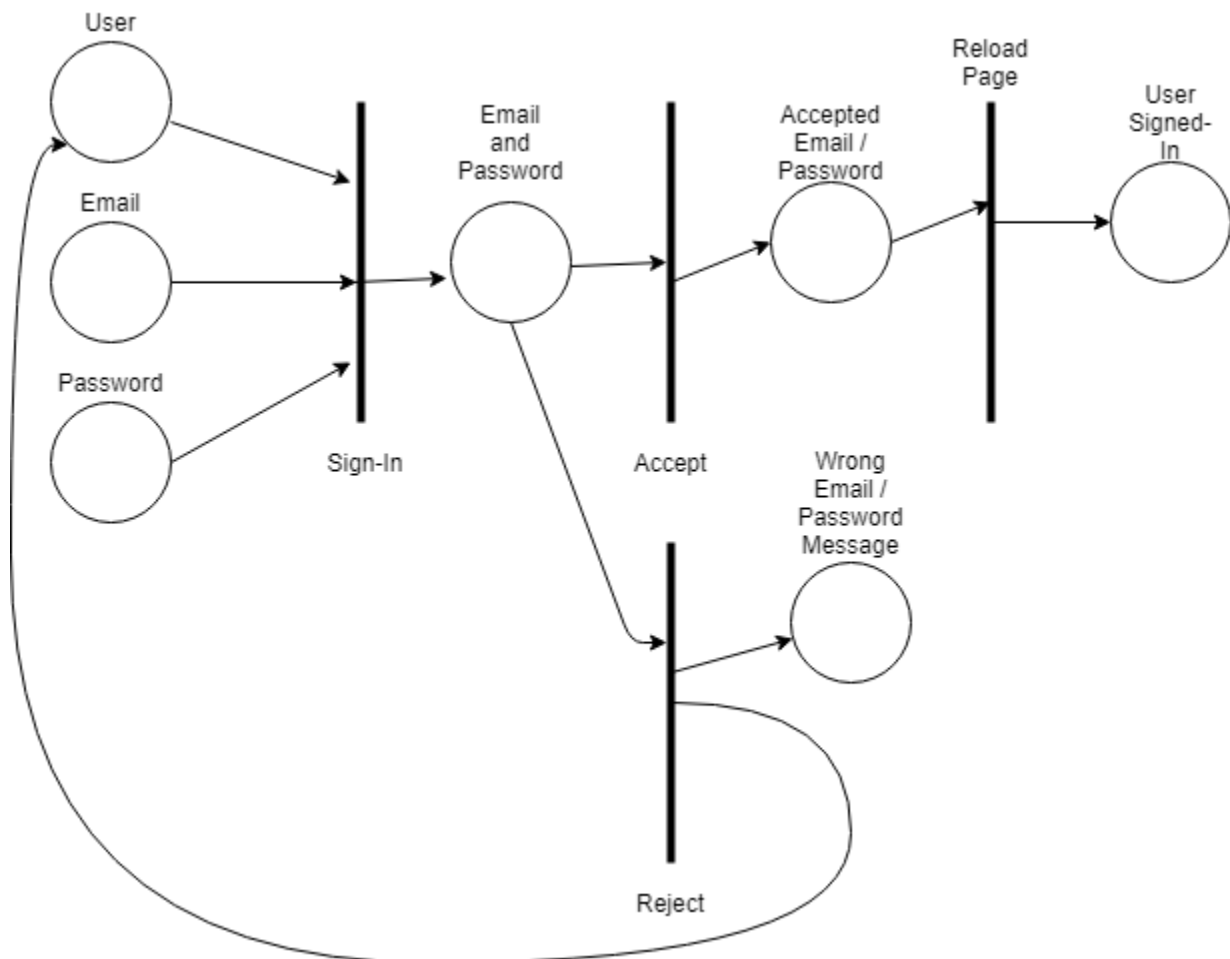 User
Reload
Page
User
Signed-
In
Email
and
Password
Accepted
Email /
Password
Email
Password
Sign-In
Accept
Wrong
Email /
Password
Message
Reject